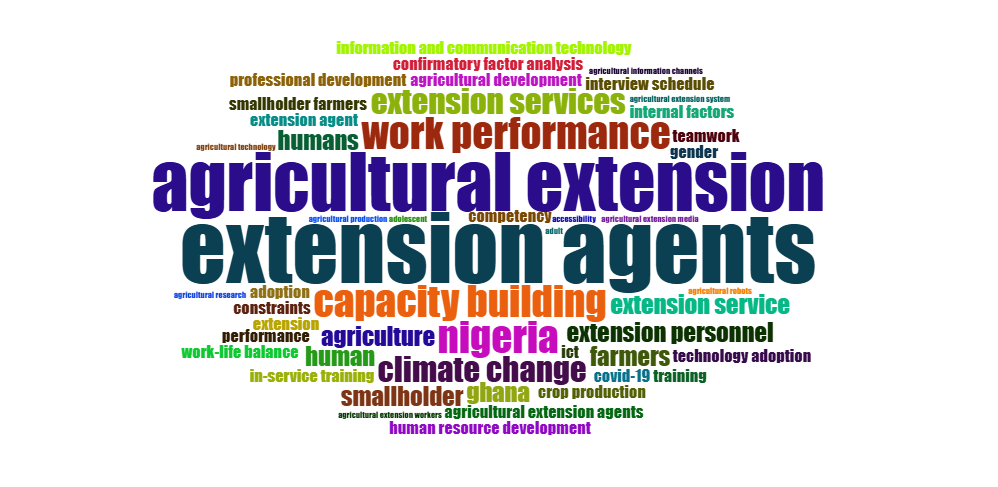 information and communication technology
confirmatory factor analysis
agricultural information channels
professional development
agricultural development
interview schedule
smallholder farmers
extension services
agricultural extension system
extension agent
internal factors
humans
work performance
teamwork
agricultural technology
gender
agricultural extension
agricultural production
adolescent
competency
accessibility
agricultural extension media
extension agents
adult
agricultural research
adoption
capacity building
agricultural robots
constraints
extension service
extension
performance
agriculture
nigeria
extension personnel
work-life balance
human
ict
farmers
technology adoption
in-service training
climate change
covid-19
training
smallholder
ghana
crop production
agricultural extension workers
agricultural extension agents
human resource development